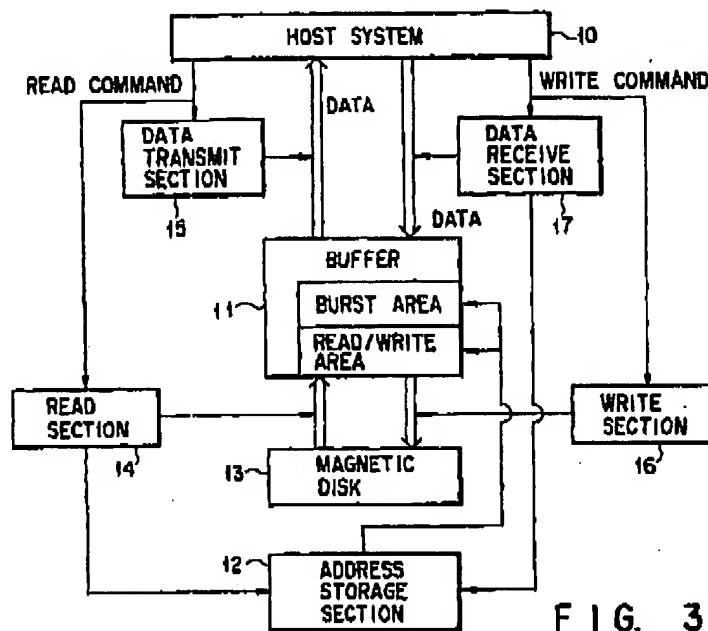 HOST SYSTEM
10
READ COMMAND
WRITE COMMAND
DATA
DATA
TRANSMIT
SECTION
15
DATA
RECEIVE
SECTION
17
DATA
BUFFER
11
BURST AREA
READ/WRITE
AREA
READ
SECTION
14
WRITE
SECTION
16
13
MAGNETIC
DISK
12
ADDRESS
STORAGE
SECTION
FIG. 3